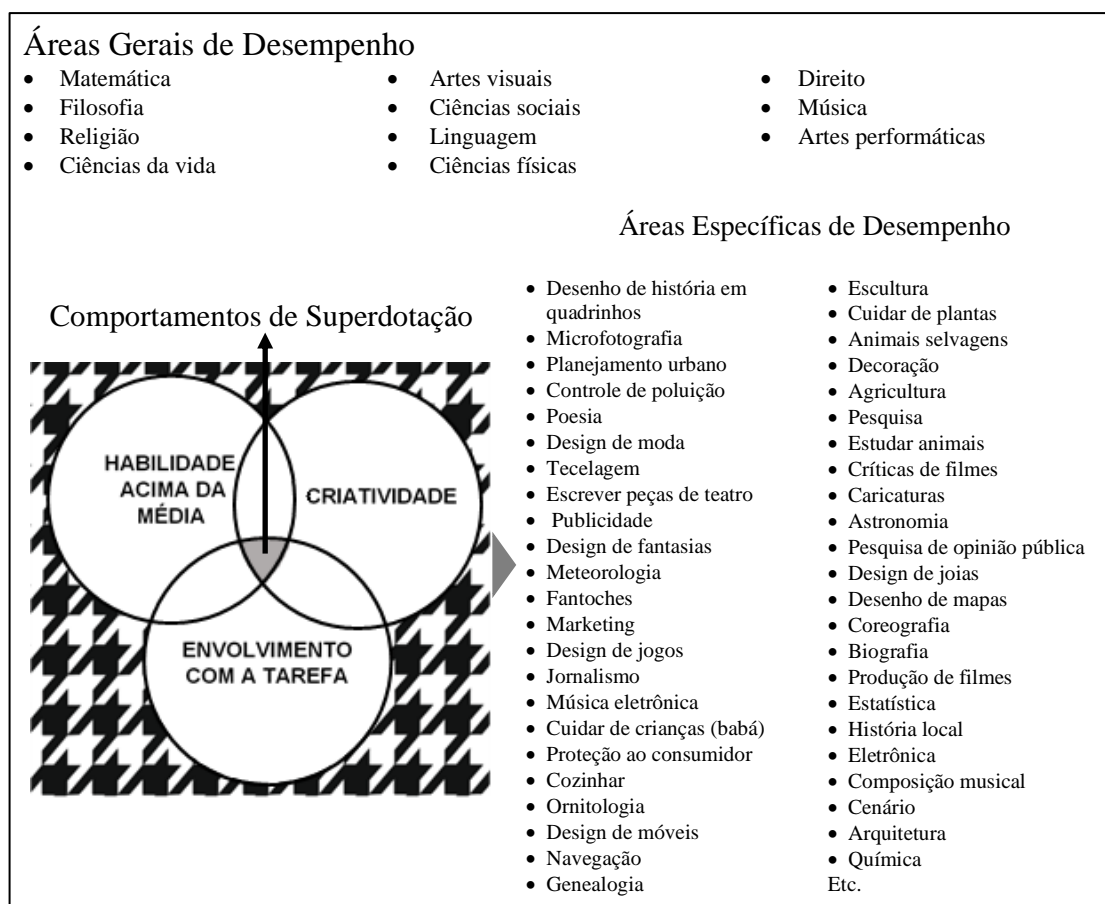 Áreas Gerais de Desempenho
• Matemática
• Filosofia
• Religião
• Ciências da vida
• Artes visuais
• Ciências sociais
• Linguagem
• Ciências físicas
• Direito
• Música
• Artes performáticas
Áreas Específicas de Desempenho
Comportamentos de Superdotação
HABILIDADE
ACIMA DA
MÉDIA
CRIATIVIDADE
ENVOLVIMENTO
COM A TAREFA
• Desenho de história em
quadrinhos
• Microfotografia
• Planejamento urbano
• Controle de poluição
• Poesia
• Design de moda
• Tecelagem
• Escrever peças de teatro
• Publicidade
• Design de fantasias
• Meteorologia
• Fantoches
• Marketing
• Design de jogos
• Jornalismo
• Música eletrônica
• Cuidar de crianças (babá)
• Proteção ao consumidor
• Cozinhar
• Ornitologia
• Design de móveis
• Navegação
• Genealogia
• Escultura
• Cuidar de plantas
• Animais selvagens
• Decoração
• Agricultura
• Pesquisa
• Estudar animais
• Críticas de filmes
• Caricaturas
• Astronomia
• Pesquisa de opinião pública
• Design de joias
• Desenho de mapas
• Coreografia
• Biografia
• Produção de filmes
• Estatística
• História local
• Eletrônica
• Composição musical
• Cenário
• Arquitetura
• Química
Etc.